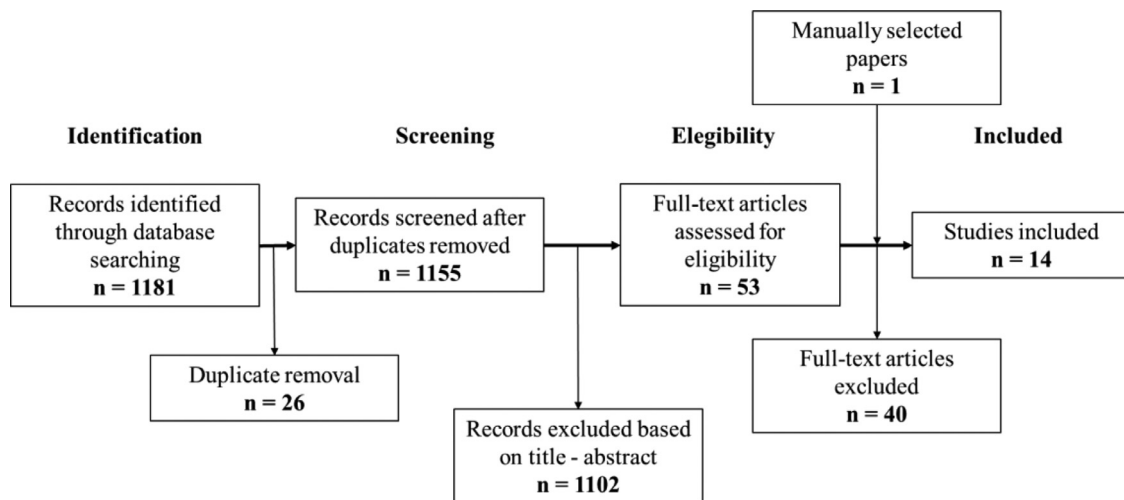 Manually selected
papers
n = 1
Identification
Screening
Elegibility
Included
Records identified
through database
searching
n = 1181
Records screened after
duplicates removed
n = 1155
Full-text articles
assessed for
eligibility
n = 53
Studies included
n = 14
Duplicate removal
n = 26
Records excluded based
on title - abstract
n = 1102
Full-text articles
excluded
n = 40